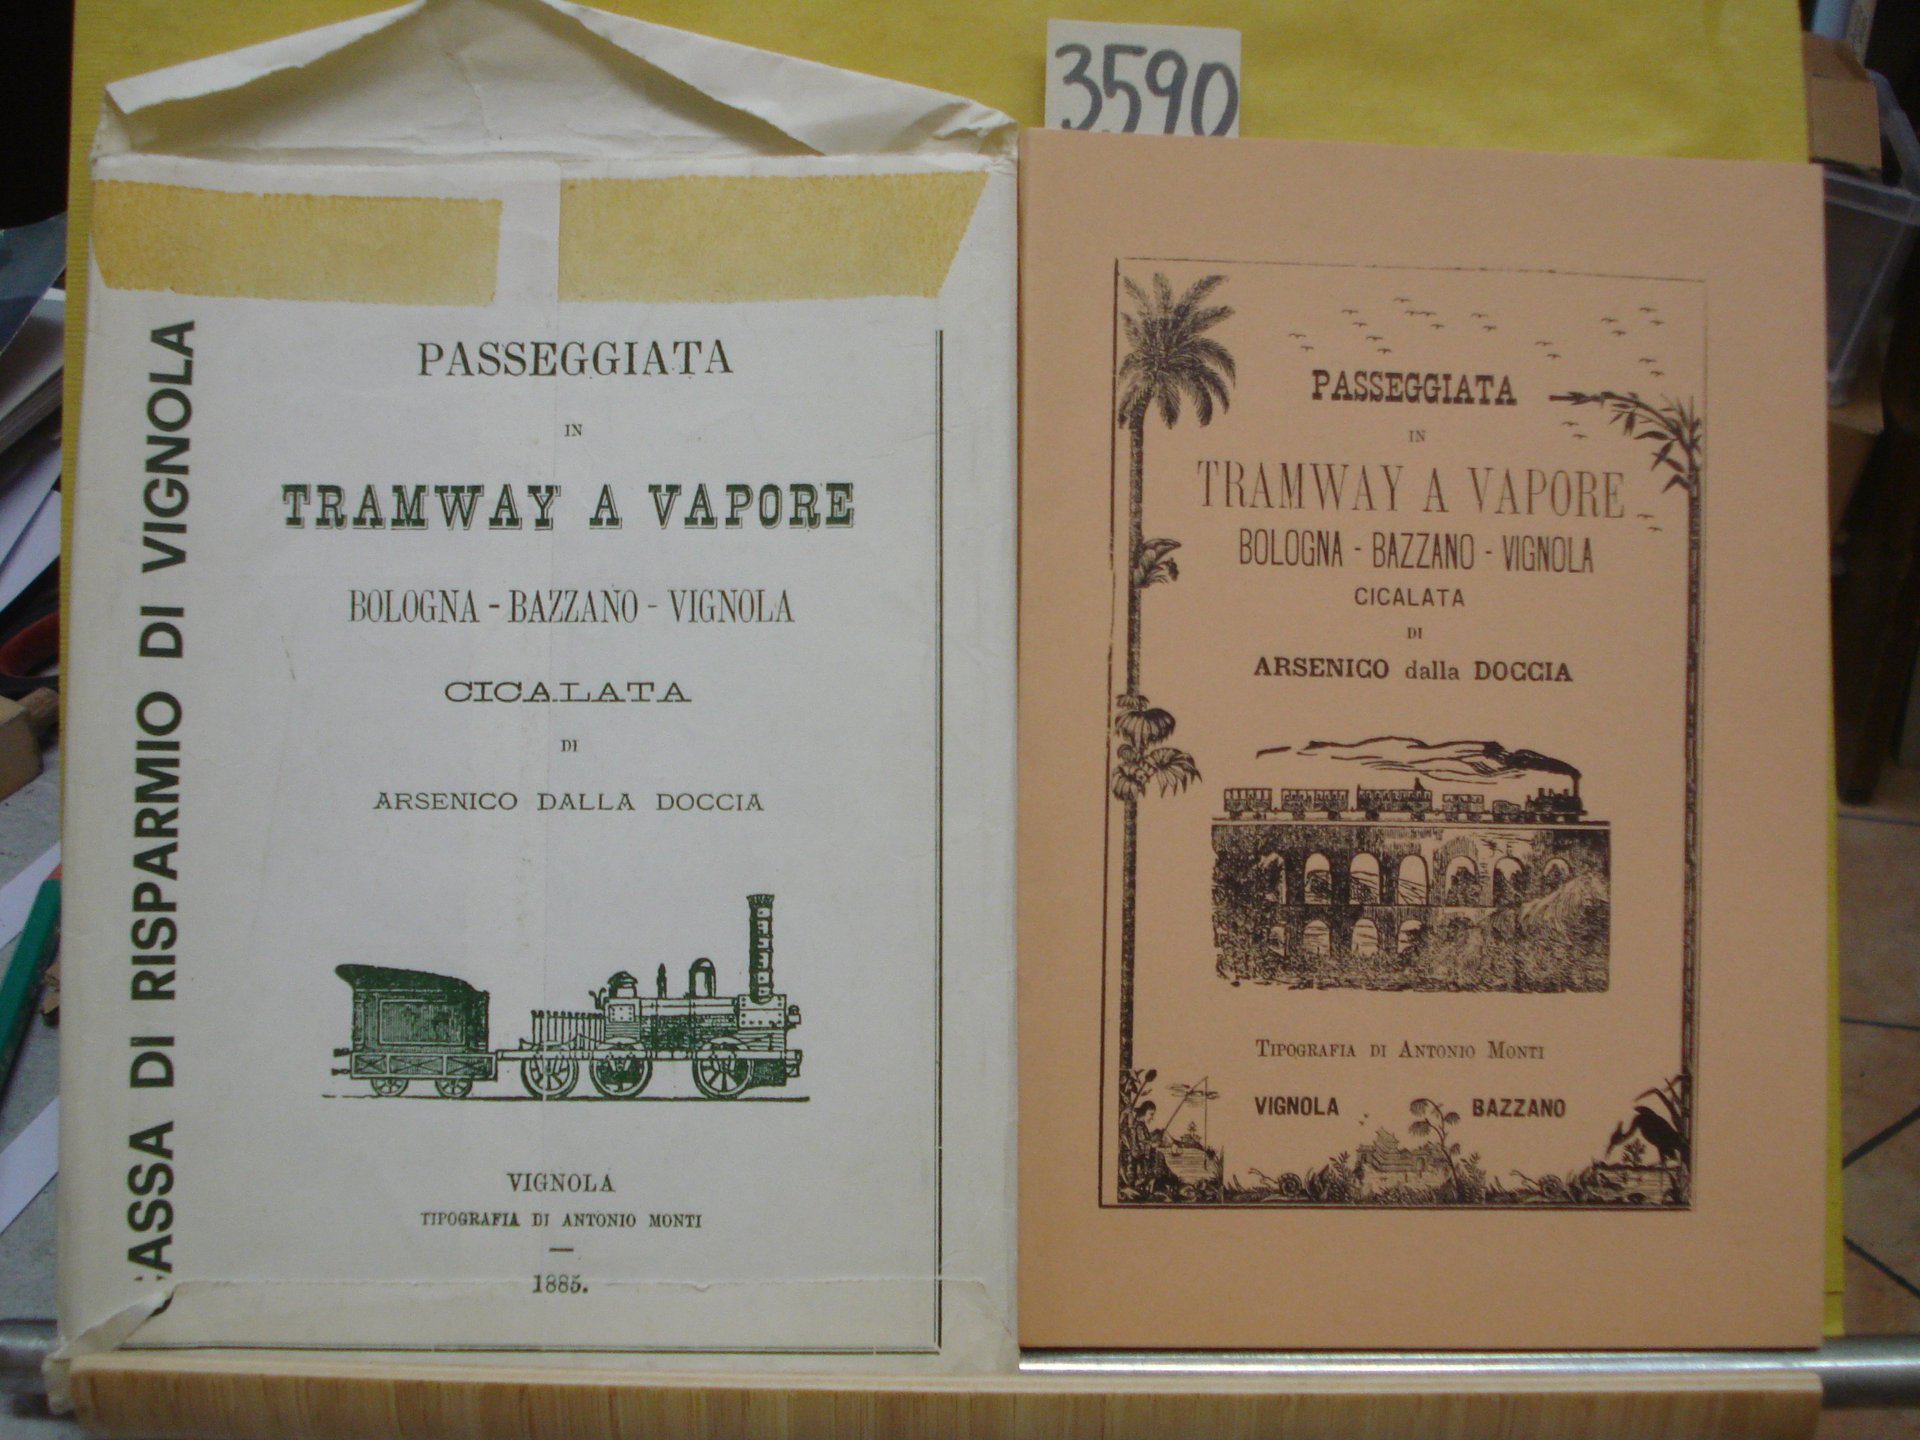 3590
ASSA DI RISPARMIO DI VIGNOLA
PASSEGGIATA
IN
TRAMWAY A VAPORE
BOLOGNA - BAZZANO - VIGNOLA
CICALATA
DI
ARSENICO DALLA DOCCIA
VIGNOLA
TIPOGRAFIA DI ANTONIO MONTI
—
1885.
PASSEGGIATA
IN
TRAMWAY A VAPORE
BOLOGNA - BAZZANO - VIGNOLA
CICALATA
DI
ARSENICO dalla DOCCIA
TIPOGRAFIA DI ANTONIO MONTI
VIGNOLA BAZZANO